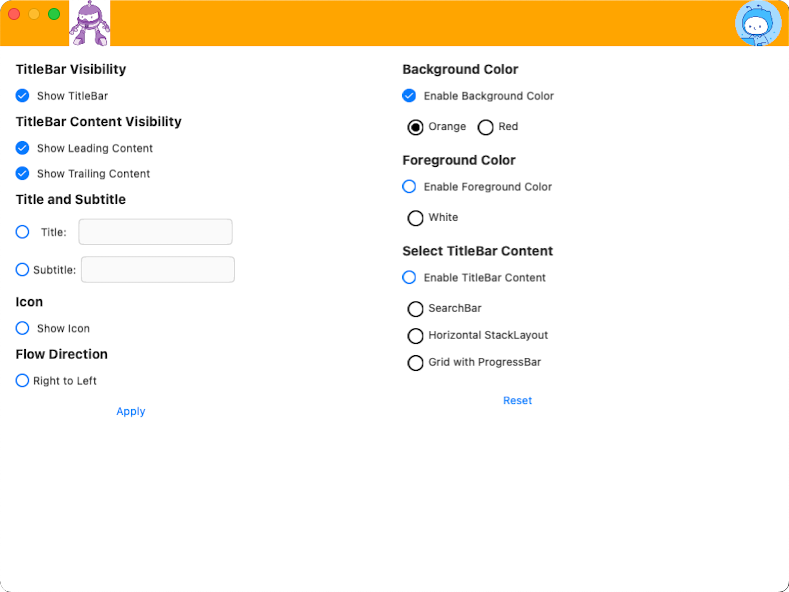 TitleBar Visibility
Show TitleBar
TitleBar Content Visibility
Show Leading Content
Show Trailing Content
Title and Subtitle
Title:
Subtitle:
Icon
Show Icon
Flow Direction
Right to Left
Apply
Background Color
Enable Background Color
Orange Red
Foreground Color
Enable Foreground Color
White
Select TitleBar Content
Enable TitleBar Content
SearchBar
Horizontal StackLayout
Grid with ProgressBar
Reset